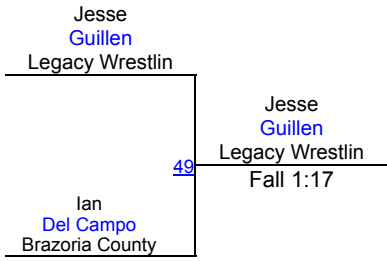 Jesse
Guillen
Legacy Wrestlin
Jesse
Guillen
Legacy Wrestlin
49
Fall 1:17
Ian
Del Campo
Brazoria County